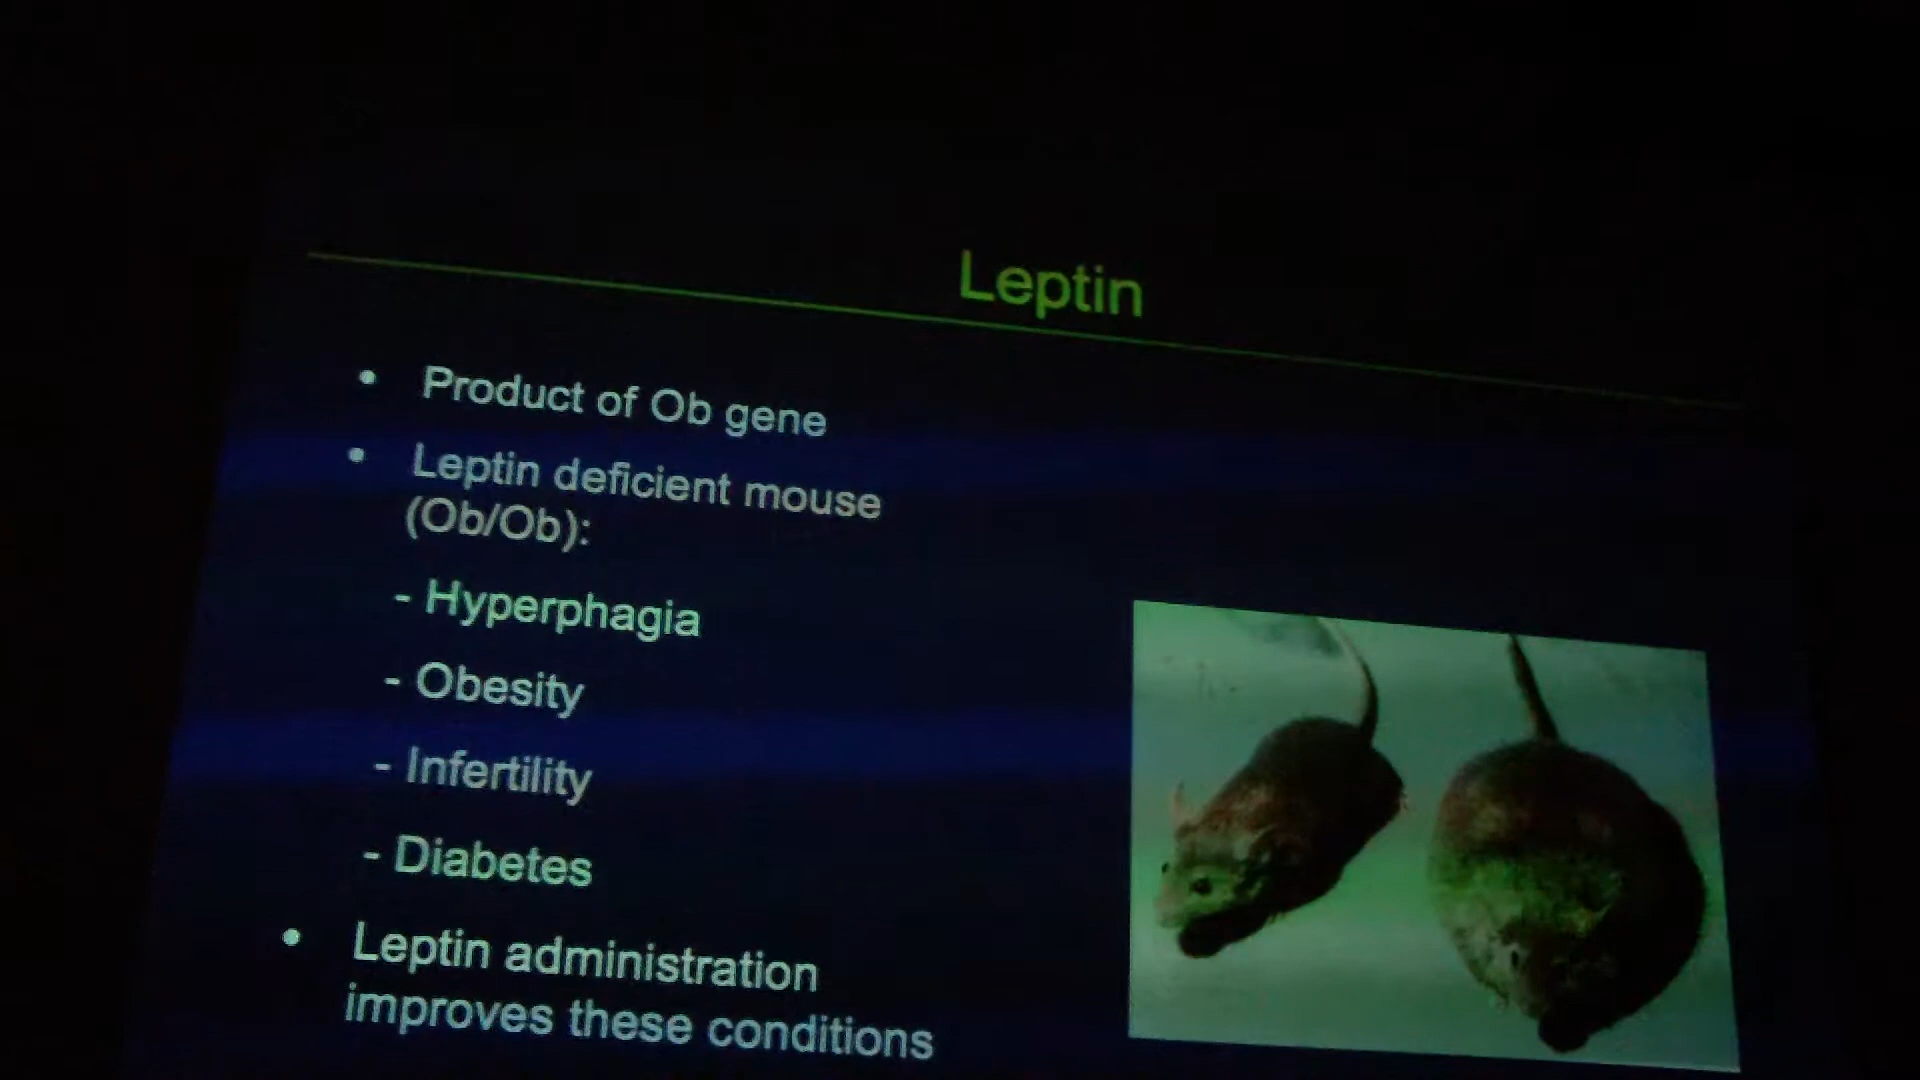 Leptin
• Product of Ob gene
• Leptin deficient mouse
(Ob/Ob):
- Hyperphagia
- Obesity
- Infertility
- Diabetes
• Leptin administration
improves these conditions